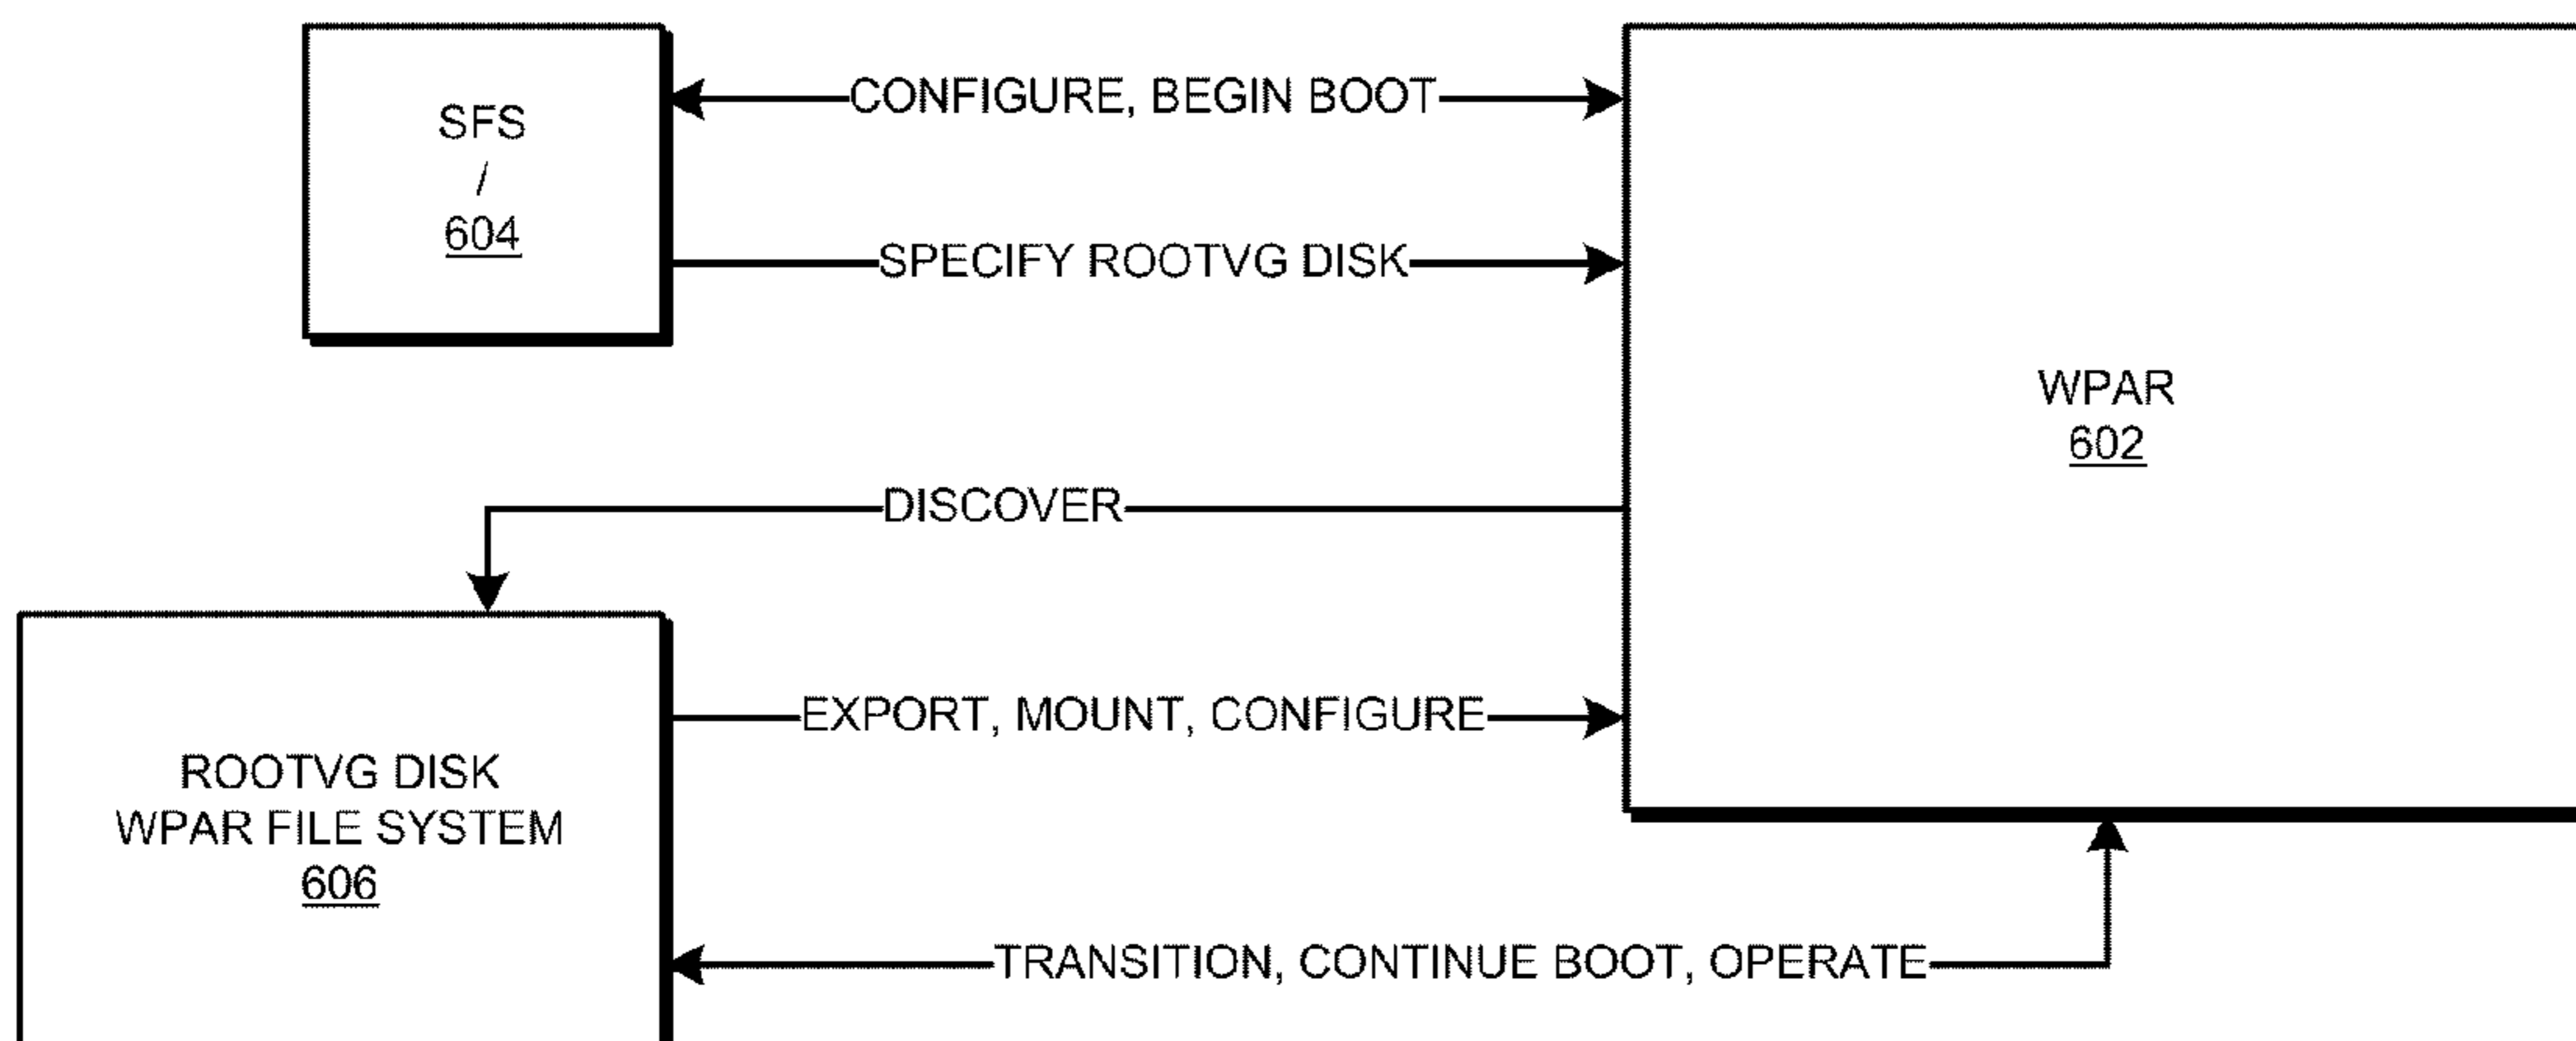 SFS
/
604
CONFIGURE, BEGIN BOOT
SPECIFY ROOTVG DISK
WPAR
602
DISCOVER
EXPORT, MOUNT, CONFIGURE
ROOTVG DISK
WPAR FILE SYSTEM
606
TRANSITION, CONTINUE BOOT, OPERATE